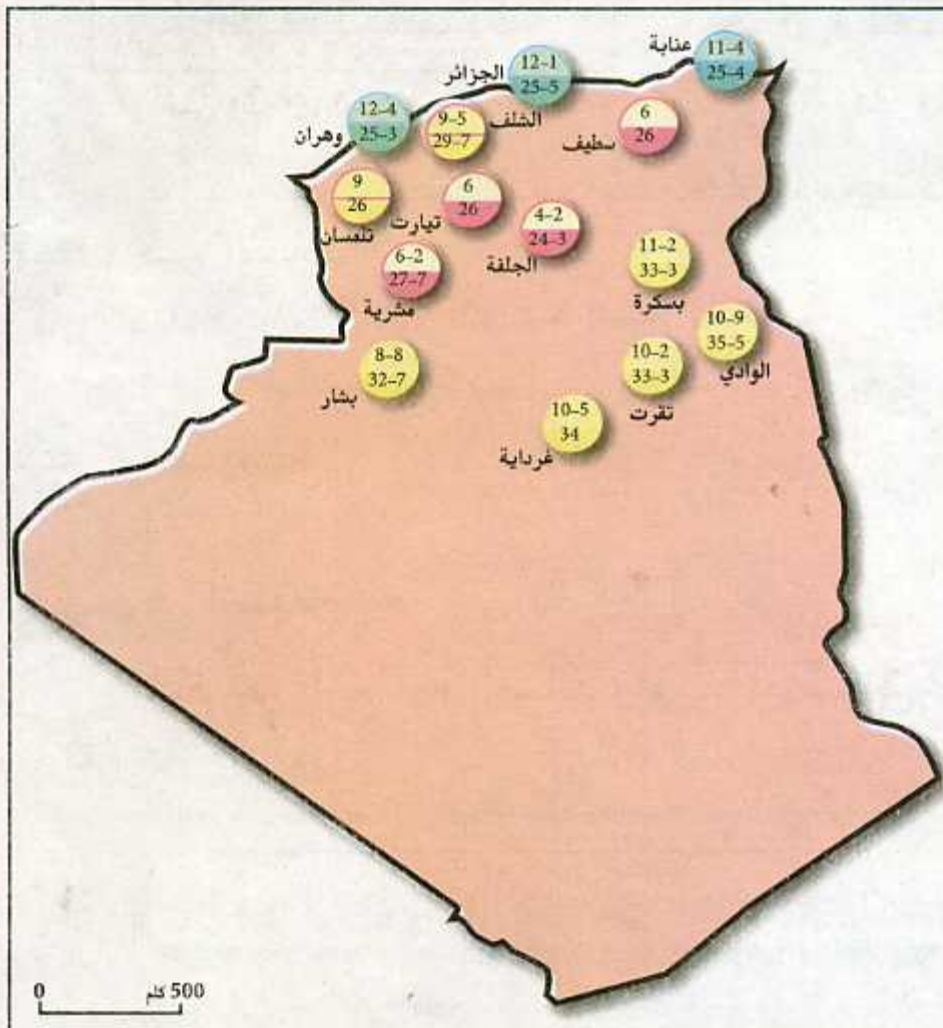 عنابة
11–4
25–4
الجزائر
12–1
25–5
وهران
12–4
25–3
الشلف
9–5
29–7
سطيف
6
26
تلمسان
9
26
تيارت
6
26
الجلفة
4–2
24–3
مشرية
6–2
27–7
بسكرة
11–2
33–3
الوادي
10–9
35–5
تقرت
10–2
33–3
بشار
8–8
32–7
غرداية
10–5
34
0 500 كلم